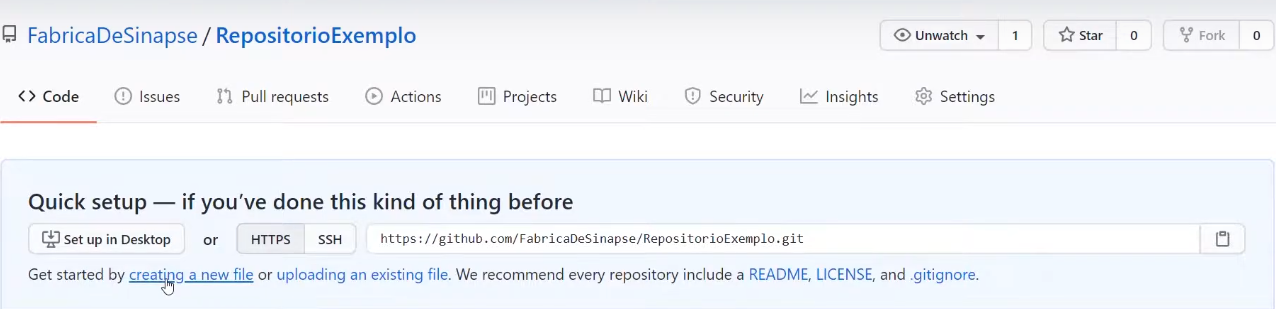 FabricaDeSinapse / RepositorioExemplo
Unwatch 1 Star 0 Fork 0
Code Issues Pull requests Actions Projects Wiki Security Insights Settings
Quick setup — if you’ve done this kind of thing before
Set up in Desktop or HTTPS SSH https://github.com/FabricaDeSinapse/RepositorioExemplo.git
Get started by creating a new file or uploading an existing file. We recommend every repository include a README, LICENSE, and .gitignore.